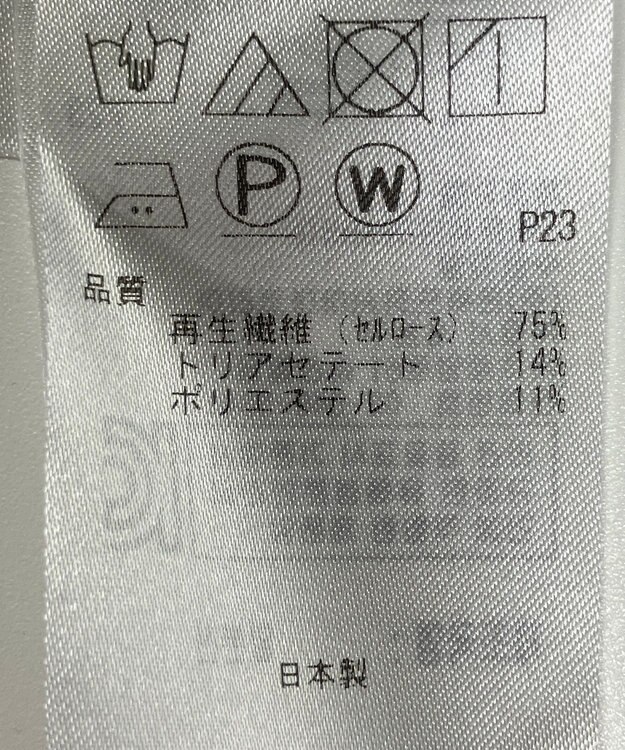 P W
P23
品質
再生繊維(セルロース) 75%
トリアセテート 14%
ポリエステル 11%
日本製